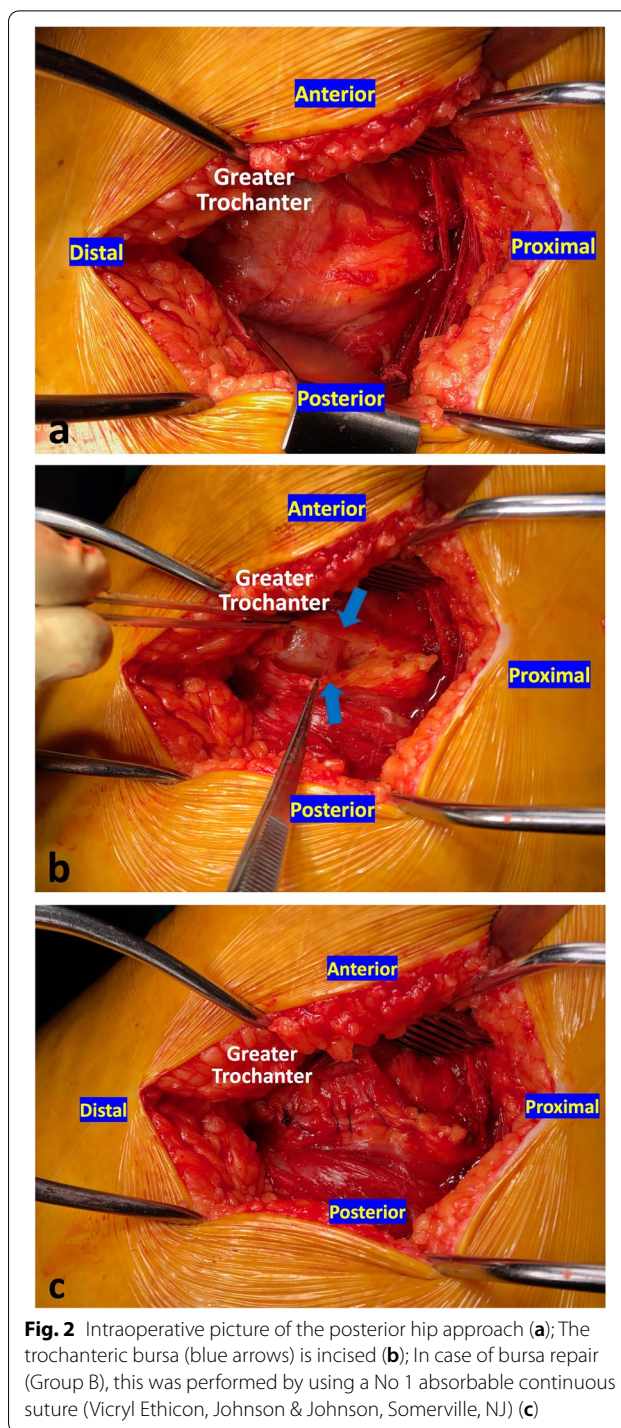 Anterior
Greater
Trochanter
Distal
Proximal
Posterior
a
Anterior
Greater
Trochanter
Proximal
Posterior
b
Anterior
Greater
Trochanter
Distal
Proximal
Posterior
c
Fig. 2 Intraoperative picture of the posterior hip approach (a); The
trochanteric bursa (blue arrows) is incised (b); In case of bursa repair
(Group B), this was performed by using a No 1 absorbable continuous
suture (Vicryl Ethicon, Johnson & Johnson, Somerville, NJ) (c)